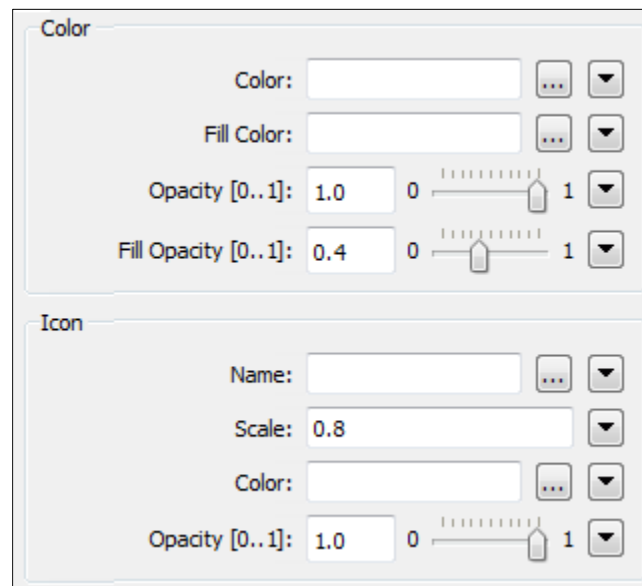 Color
Color: ...
Fill Color: ...
Opacity [0..1]: 1.0 0 1
Fill Opacity [0..1]: 0.4 0 1
Icon
Name: ...
Scale: 0.8
Color: ...
Opacity [0..1]: 1.0 0 1